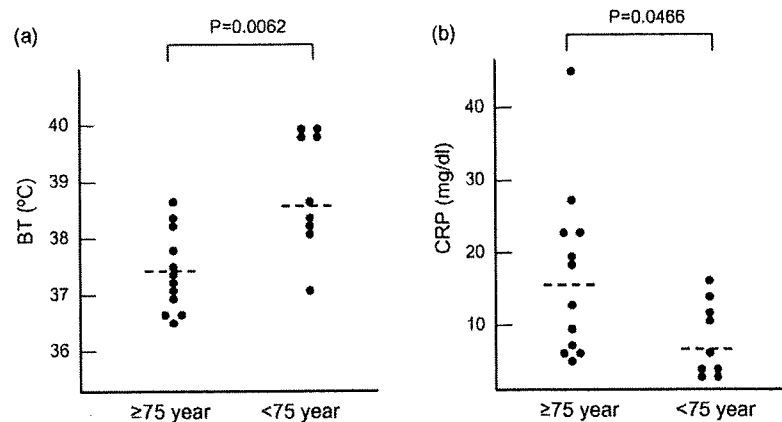 (a)
P=0.0062
BT (ºC)
40
39
38
37
36
≥75 year
<75 year
(b)
P=0.0466
CRP (mg/dl)
40
30
20
10
≥75 year
<75 year